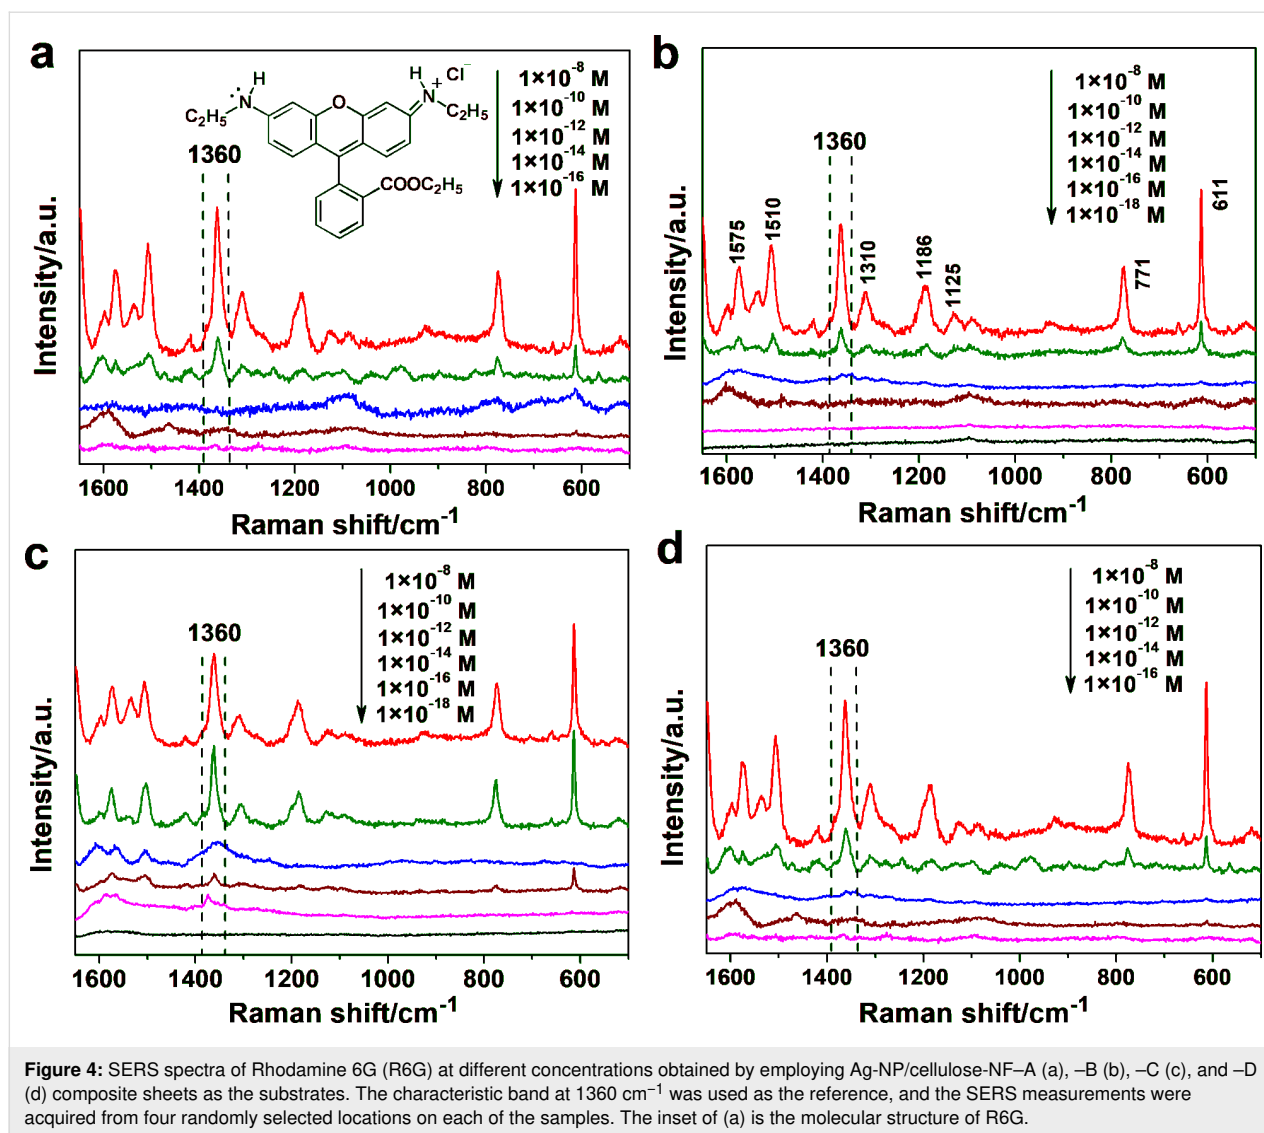 a
H
N
··
C₂H₅
O
H
N
+
Cl⁻
C₂H₅
COOC₂H₅
1×10⁻⁸ M
1×10⁻¹⁰ M
1×10⁻¹² M
1×10⁻¹⁴ M
1×10⁻¹⁶ M
1360
Intensity/a.u.
1600 1400 1200 1000 800 600
Raman shift/cm⁻¹
b
1×10⁻⁸ M
1×10⁻¹⁰ M
1×10⁻¹² M
1×10⁻¹⁴ M
1×10⁻¹⁶ M
1×10⁻¹⁸ M
1360
1575
1510
1310
1186
1125
771
611
Intensity/a.u.
1600 1400 1200 1000 800 600
Raman shift/cm⁻¹
c
1×10⁻⁸ M
1×10⁻¹⁰ M
1×10⁻¹² M
1×10⁻¹⁴ M
1×10⁻¹⁶ M
1×10⁻¹⁸ M
1360
Intensity/a.u.
1600 1400 1200 1000 800 600
Raman shift/cm⁻¹
d
1×10⁻⁸ M
1×10⁻¹⁰ M
1×10⁻¹² M
1×10⁻¹⁴ M
1×10⁻¹⁶ M
1360
Intensity/a.u.
1600 1400 1200 1000 800 600
Raman shift/cm⁻¹
Figure 4: SERS spectra of Rhodamine 6G (R6G) at different concentrations obtained by employing Ag-NP/cellulose-NF–A (a), –B (b), –C (c), and –D
(d) composite sheets as the substrates. The characteristic band at 1360 cm⁻¹ was used as the reference, and the SERS measurements were
acquired from four randomly selected locations on each of the samples. The inset of (a) is the molecular structure of R6G.